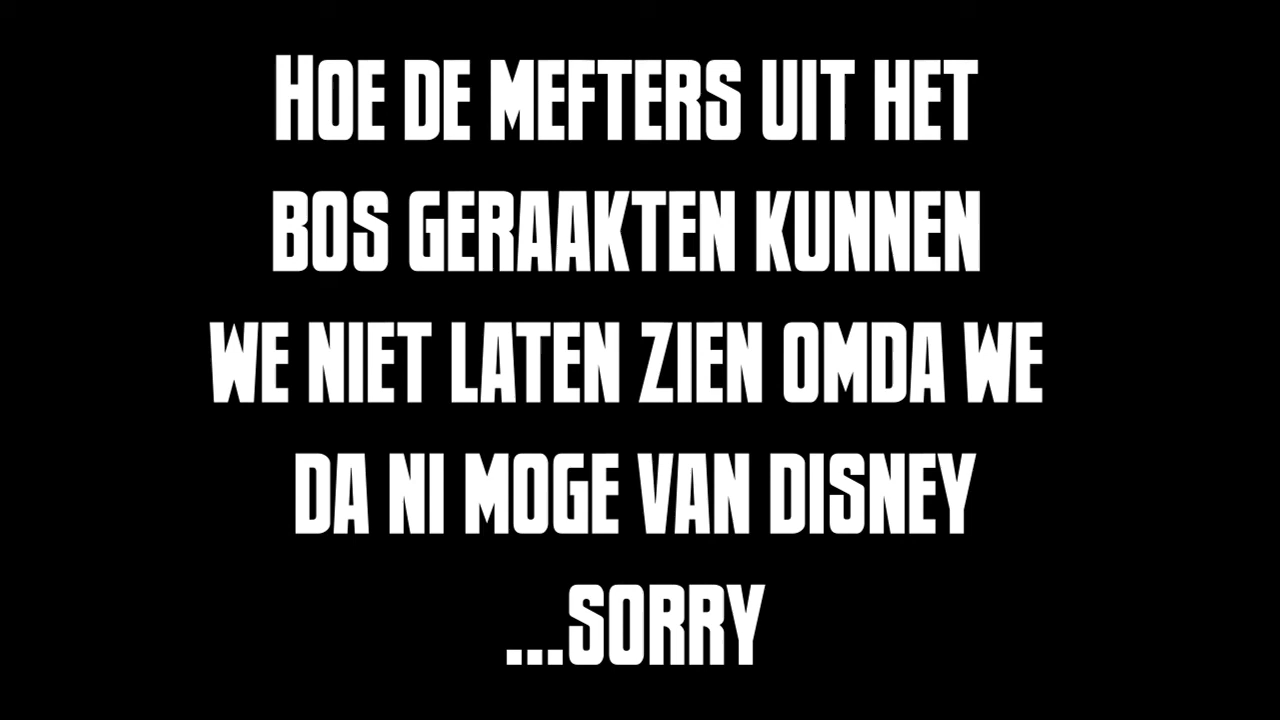 Hoe de mefters uit het
bos geraakten kunnen
we niet laten zien omda we
da ni moge van Disney
...sorry